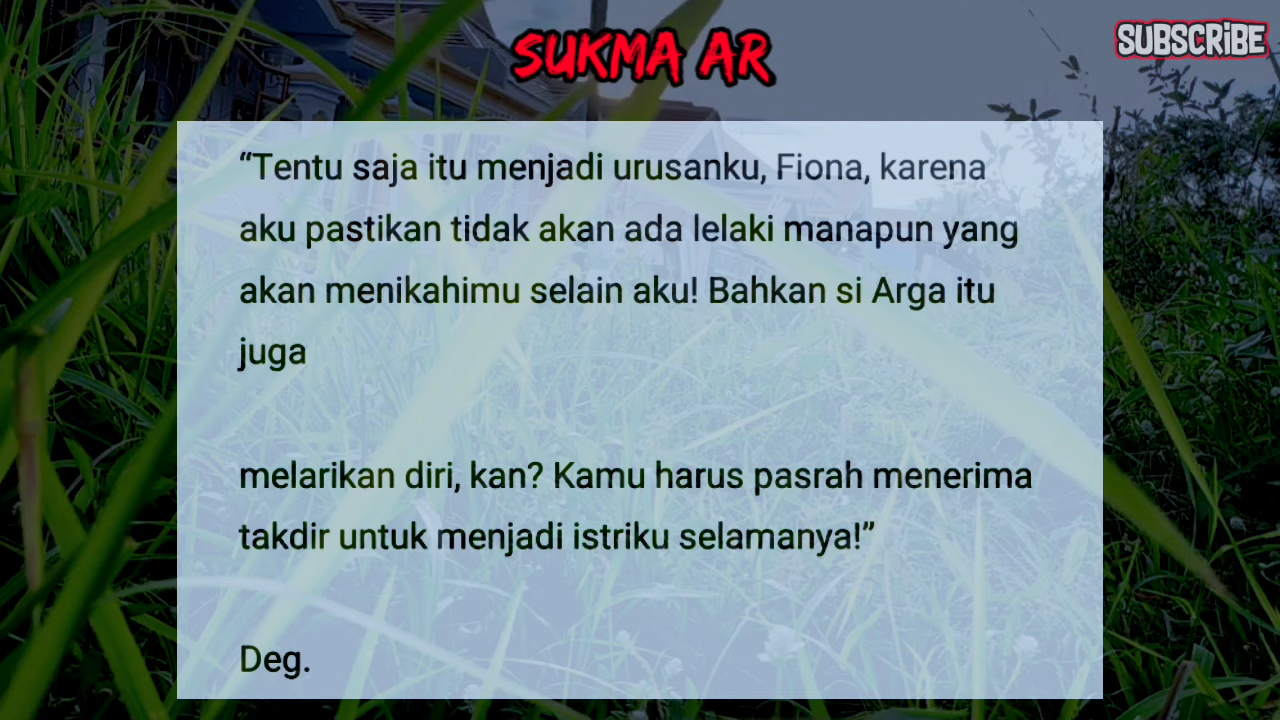 SUKMA AR
SUBSCRIBE
“Tentu saja itu menjadi urusanku, Fiona, karena
aku pastikan tidak akan ada lelaki manapun yang
akan menikahimu selain aku! Bahkan si Arga itu
juga
melarikan diri, kan? Kamu harus pasrah menerima
takdir untuk menjadi istriku selamanya!”
Deg.